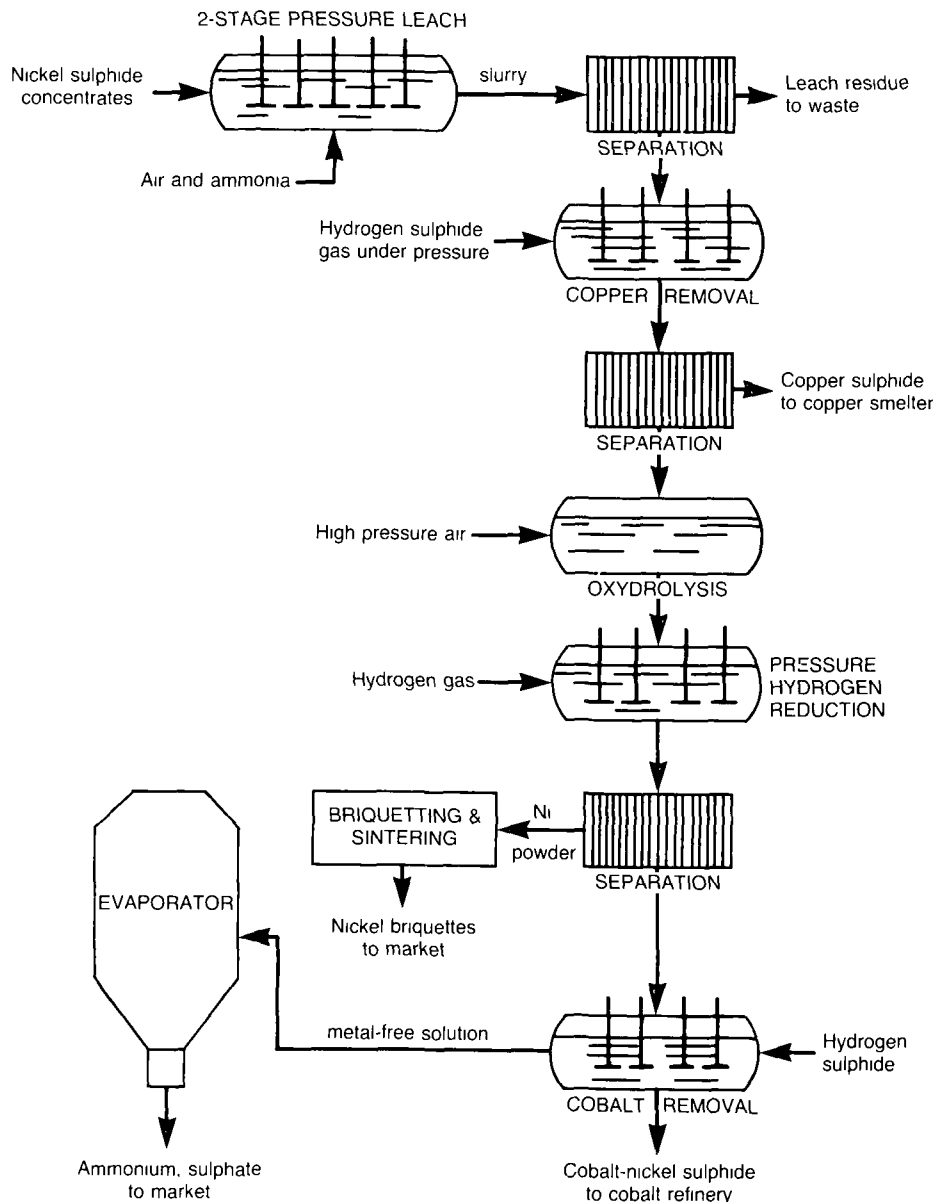 2-STAGE PRESSURE LEACH
Nickel sulphide
concentrates
slurry
Leach residue
to waste
Air and ammonia
SEPARATION
Hydrogen sulphide
gas under pressure
COPPER REMOVAL
Copper sulphide
to copper smelter
SEPARATION
High pressure air
OXYDROLYSIS
Hydrogen gas
PRESSURE
HYDROGEN
REDUCTION
BRIQUETTING &
SINTERING
Ni
powder
SEPARATION
EVAPORATOR
Nickel briquettes
to market
metal-free solution
Hydrogen
sulphide
COBALT REMOVAL
Ammonium, sulphate
to market
Cobalt-nickel sulphide
to cobalt refinery